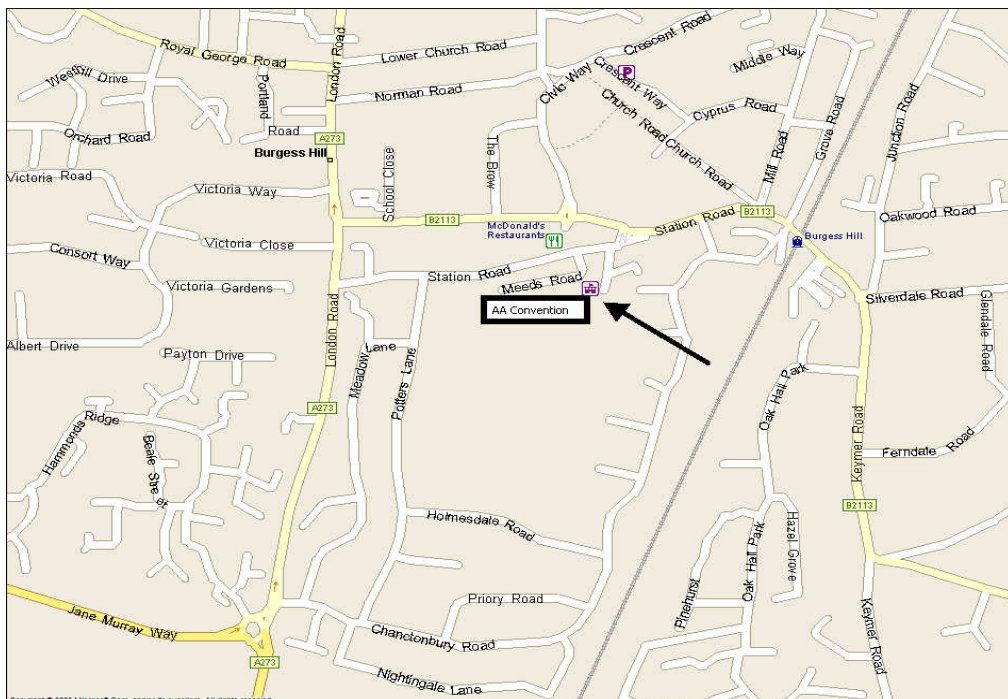 Royal George Road
London Road
Lower Church Road
Crescent Road
Middle Way
Westhill Drive
Portland
Road
Norman Road
Civic Way
Crescent Way
P
Cyprus Road
Grove Road
Junction Road
Orchard Road
A273
Burgess Hill
School Close
The Brow
Church Road
Church Road
Mill Road
Victoria Road
Victoria Way
B2113
Station Road
B2113
Oakwood Road
McDonald's
Restaurants
Burgess Hill
Victoria Close
Consort Way
Station Road
Meeds Road
Victoria Gardens
AA Convention
Silverdale Road
Glendale Road
London Road
Albert Drive
Payton Drive
Meadow Lane
Potters Lane
Oak Hall Park
A273
Hammonds Ridge
Beale Street
Keymer Road
Ferndale Road
B2113
Holmesdale Road
Hazel Grove
Oak Hall Park
Pinehurst
Priory Road
Keymer Road
Jane Murray Way
Chanctonbury Road
A273
Nightingale Lane